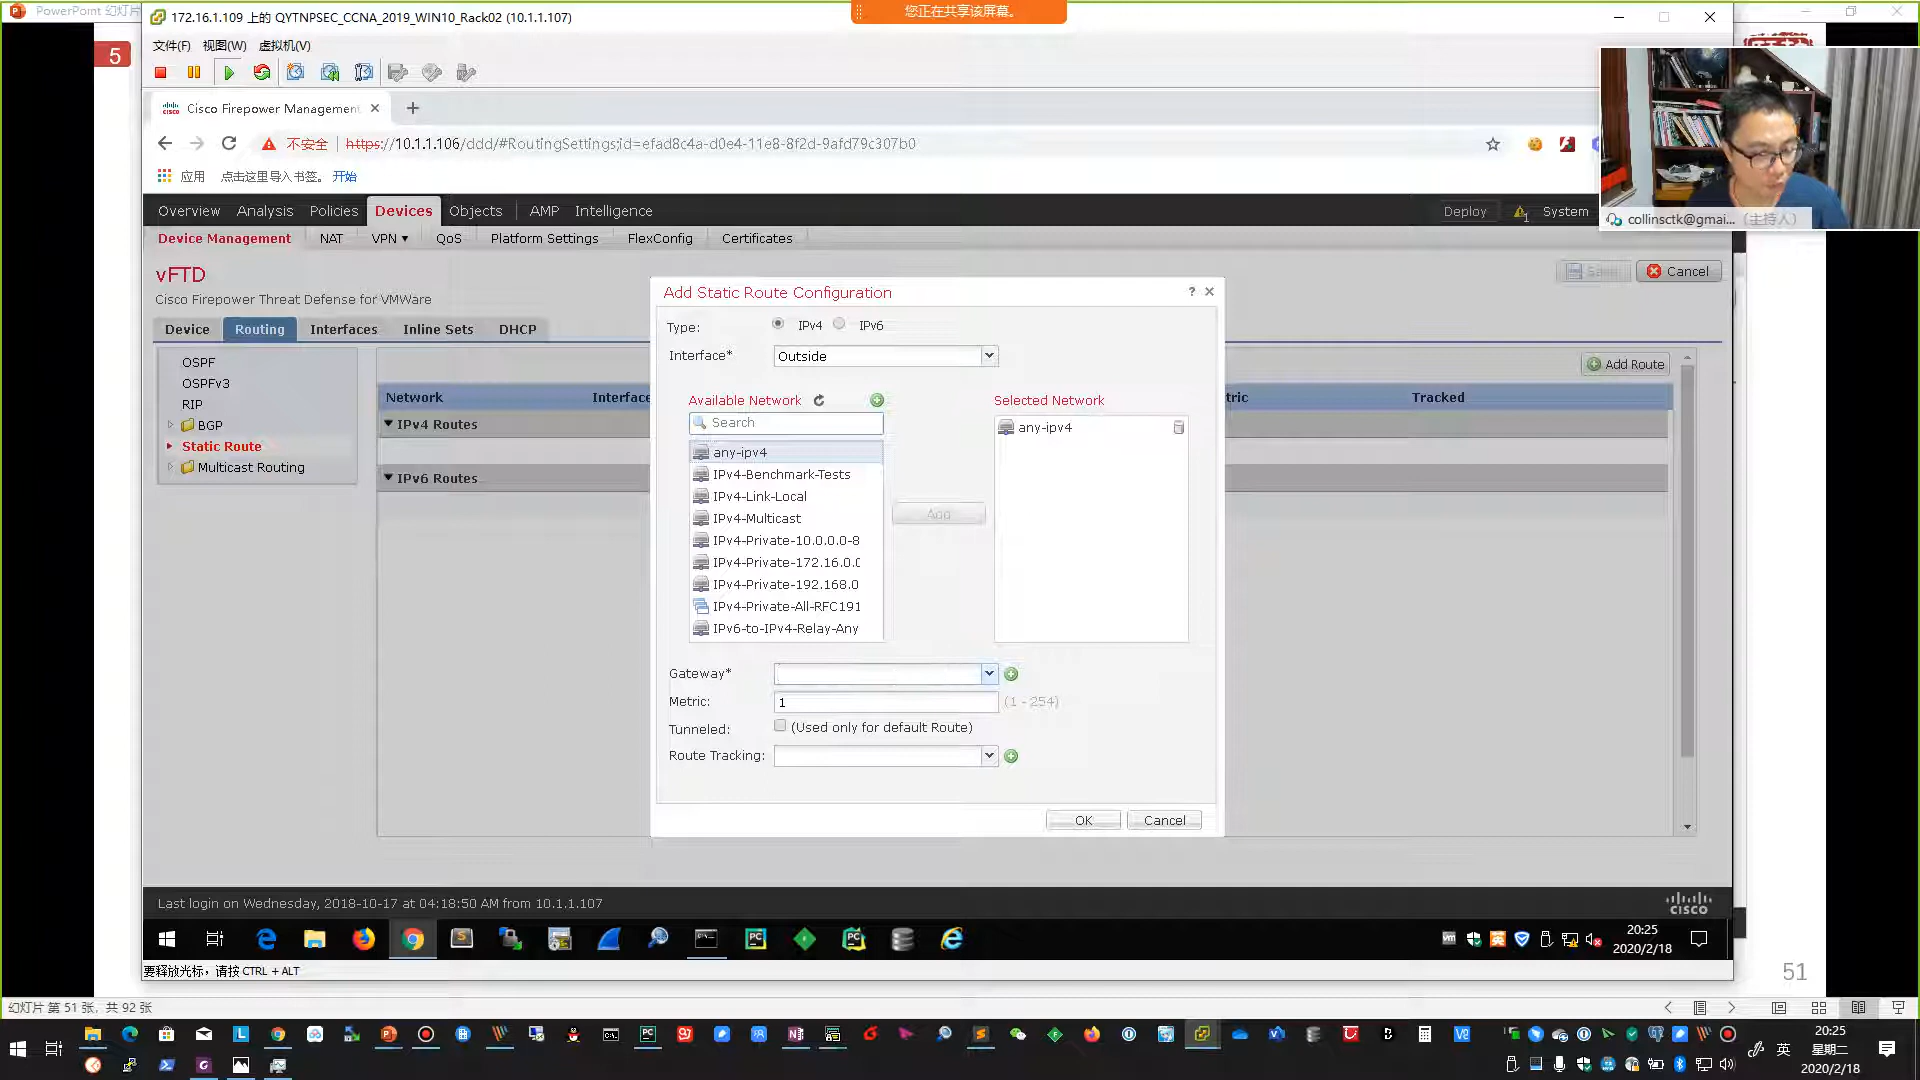 PowerPoint 幻灯片
172.16.1.109 上的 QYTNPSEC_CCNA_2019_WIN10_Rack02 (10.1.1.107)
您正在共享该屏幕。
5
文件(F) 视图(W) 虚拟机(V)
Cisco Firepower Management
不安全 https://10.1.1.106/ddd/#RoutingSettings;id=efad8c4a-d0e4-11e8-8f2d-9afd79c307b0
应用 点击这里导入书签。 开始
collinsctk@gmai... (主持人)
Overview Analysis Policies Devices Objects AMP Intelligence Deploy 1 System
Device Management NAT VPN QoS Platform Settings FlexConfig Certificates
vFTD
Cisco Firepower Threat Defense for VMWare
Save Cancel
Device Routing Interfaces Inline Sets DHCP
OSPF
OSPFv3
RIP
BGP
Static Route
Multicast Routing
Add Route
Network Interface tric Tracked
IPv4 Routes
IPv6 Routes
Add Static Route Configuration ?
Type: IPv4 IPv6
Interface* Outside
Available Network Selected Network
Search
any-ipv4
any-ipv4
IPv4-Benchmark-Tests
IPv4-Link-Local
IPv4-Multicast
IPv4-Private-10.0.0.0-8
IPv4-Private-172.16.0.0
IPv4-Private-192.168.0
IPv4-Private-All-RFC191
IPv6-to-IPv4-Relay-Any
Add
Gateway*
Metric: 1 (1 - 254)
Tunneled: (Used only for default Route)
Route Tracking:
OK Cancel
Last login on Wednesday, 2018-10-17 at 04:18:50 AM from 10.1.1.107
CISCO
20:25
2020/2/18
要释放光标，请按 CTRL + ALT
51
幻灯片 第 51 张，共 92 张
英
20:25
星期二
2020/2/18